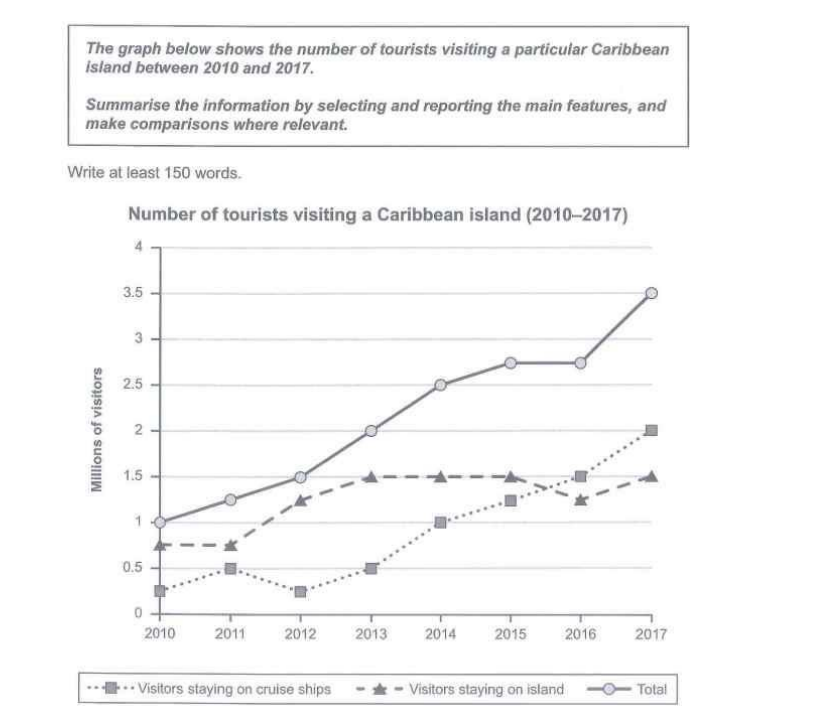 The graph below shows the number of tourists visiting a particular Caribbean
island between 2010 and 2017.
Summarise the information by selecting and reporting the main features, and
make comparisons where relevant.
Write at least 150 words.
Number of tourists visiting a Caribbean island (2010–2017)
4
3.5
3
2.5
2
1.5
1
0.5
0
Millions of visitors
2010 2011 2012 2013 2014 2015 2016 2017
Visitors staying on cruise ships Visitors staying on island Total